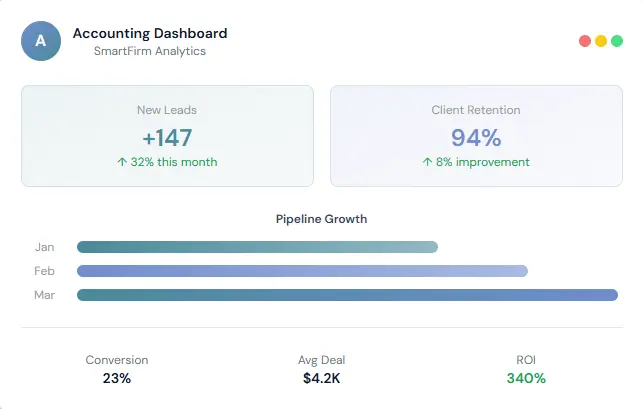 A
Accounting Dashboard
SmartFirm Analytics
New Leads
+147
↑ 32% this month
Client Retention
94%
↑ 8% improvement
Pipeline Growth
Jan
Feb
Mar
Conversion
23%
Avg Deal
$4.2K
ROI
340%